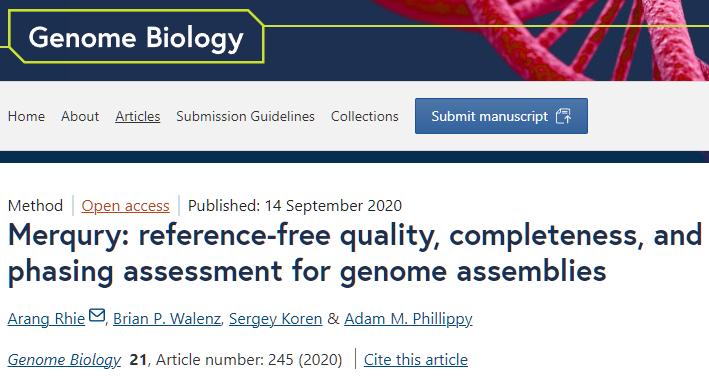 Genome Biology
Home About Articles Submission Guidelines Collections Submit manuscript
Method Open access Published: 14 September 2020
Merqury: reference-free quality, completeness, and
phasing assessment for genome assemblies
Arang Rhie, Brian P. Walenz, Sergey Koren & Adam M. Phillippy
Genome Biology 21, Article number: 245 (2020) Cite this article